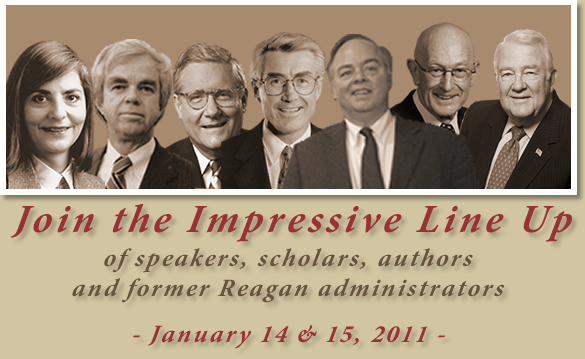 Join the Impressive Line Up
of speakers, scholars, authors
and former Reagan administrators
- January 14 & 15, 2011 -